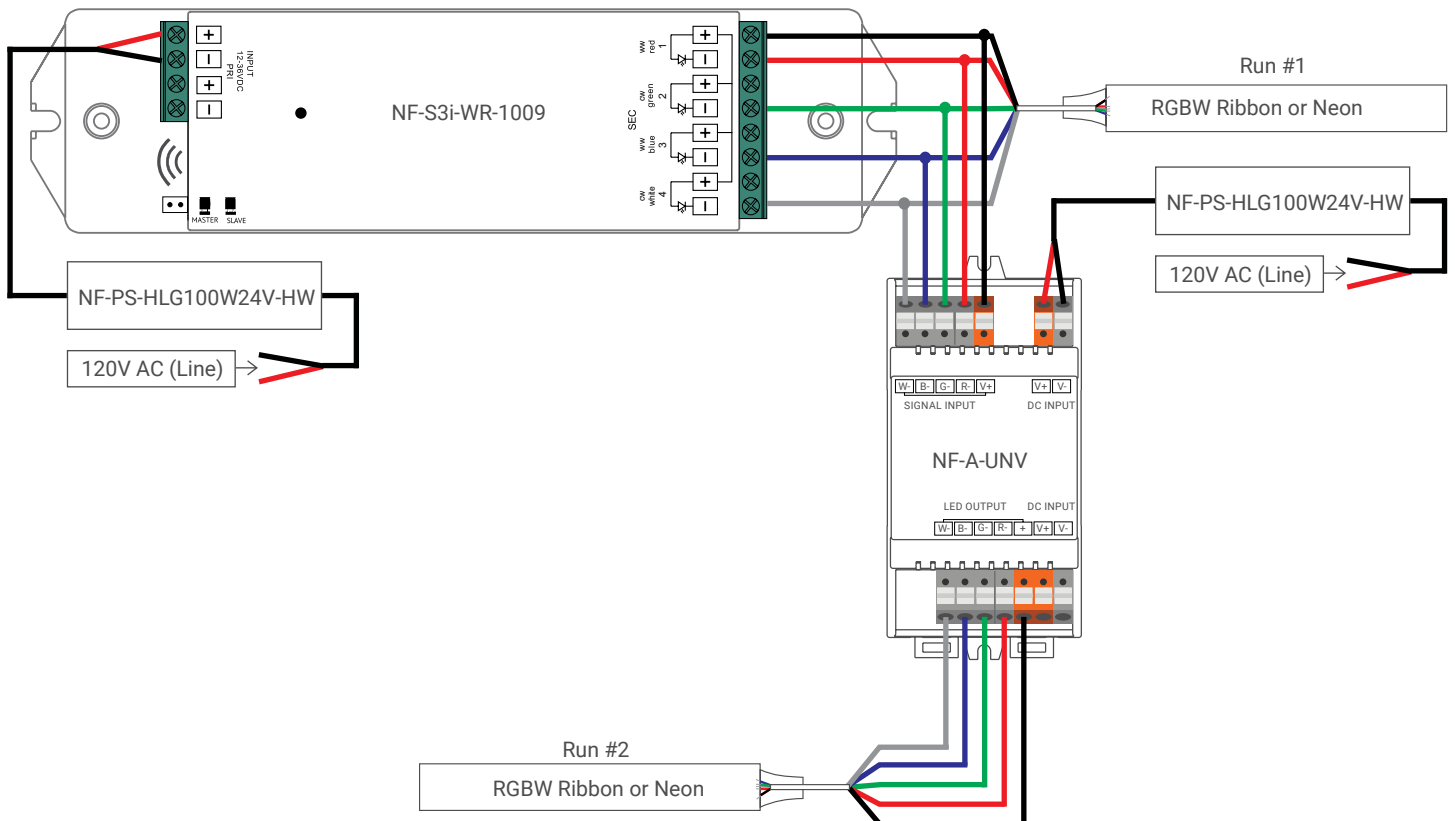 +
−
+
−
INPUT
12-36VDC
PRI
NF-S3i-WR-1009
MASTER
SLAVE
SEC
ww
red
1
+
−
cw
green
2
+
−
ww
blue
3
+
−
cw
white
4
+
−
Run #1
RGBW Ribbon or Neon
NF-PS-HLG100W24V-HW
120V AC (Line)
NF-PS-HLG100W24V-HW
120V AC (Line)
W- B- G- R- V+ V+ V-
SIGNAL INPUT DC INPUT
NF-A-UNV
LED OUTPUT DC INPUT
W- B- G- R- + V+ V-
Run #2
RGBW Ribbon or Neon